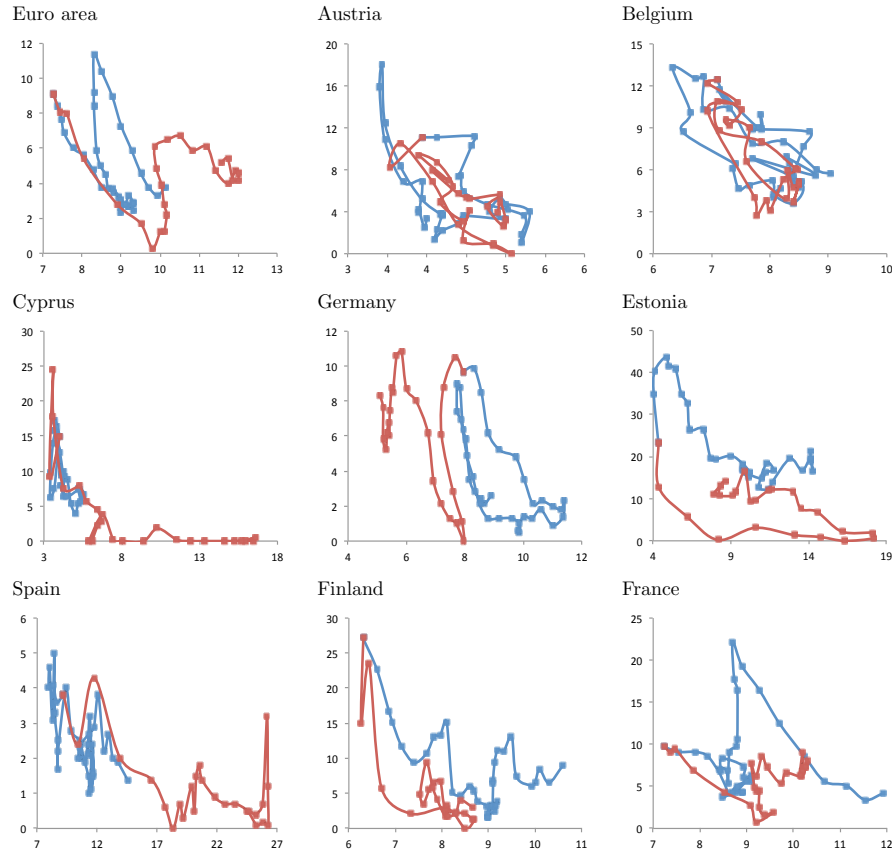 Euro area Austria Belgium
12 20 15
10 16 12
8 12 9
6 8 6
4 4 3
2
0 0 0
7 8 9 10 11 12 13 3 4 4 5 5 6 6 6 7 8 9 10
Cyprus Germany Estonia
30 12 50
25 10 40
20 8 30
15 6 20
10 4 10
5 2
0 0 0
3 8 13 18 4 6 8 10 12 4 9 14 19
Spain Finland France
6 30 25
5 25 20
4 20 15
3 15 10
2 10 5
1 5
0 0 0
7 12 17 22 27 6 7 8 9 10 11 7 8 9 10 11 12